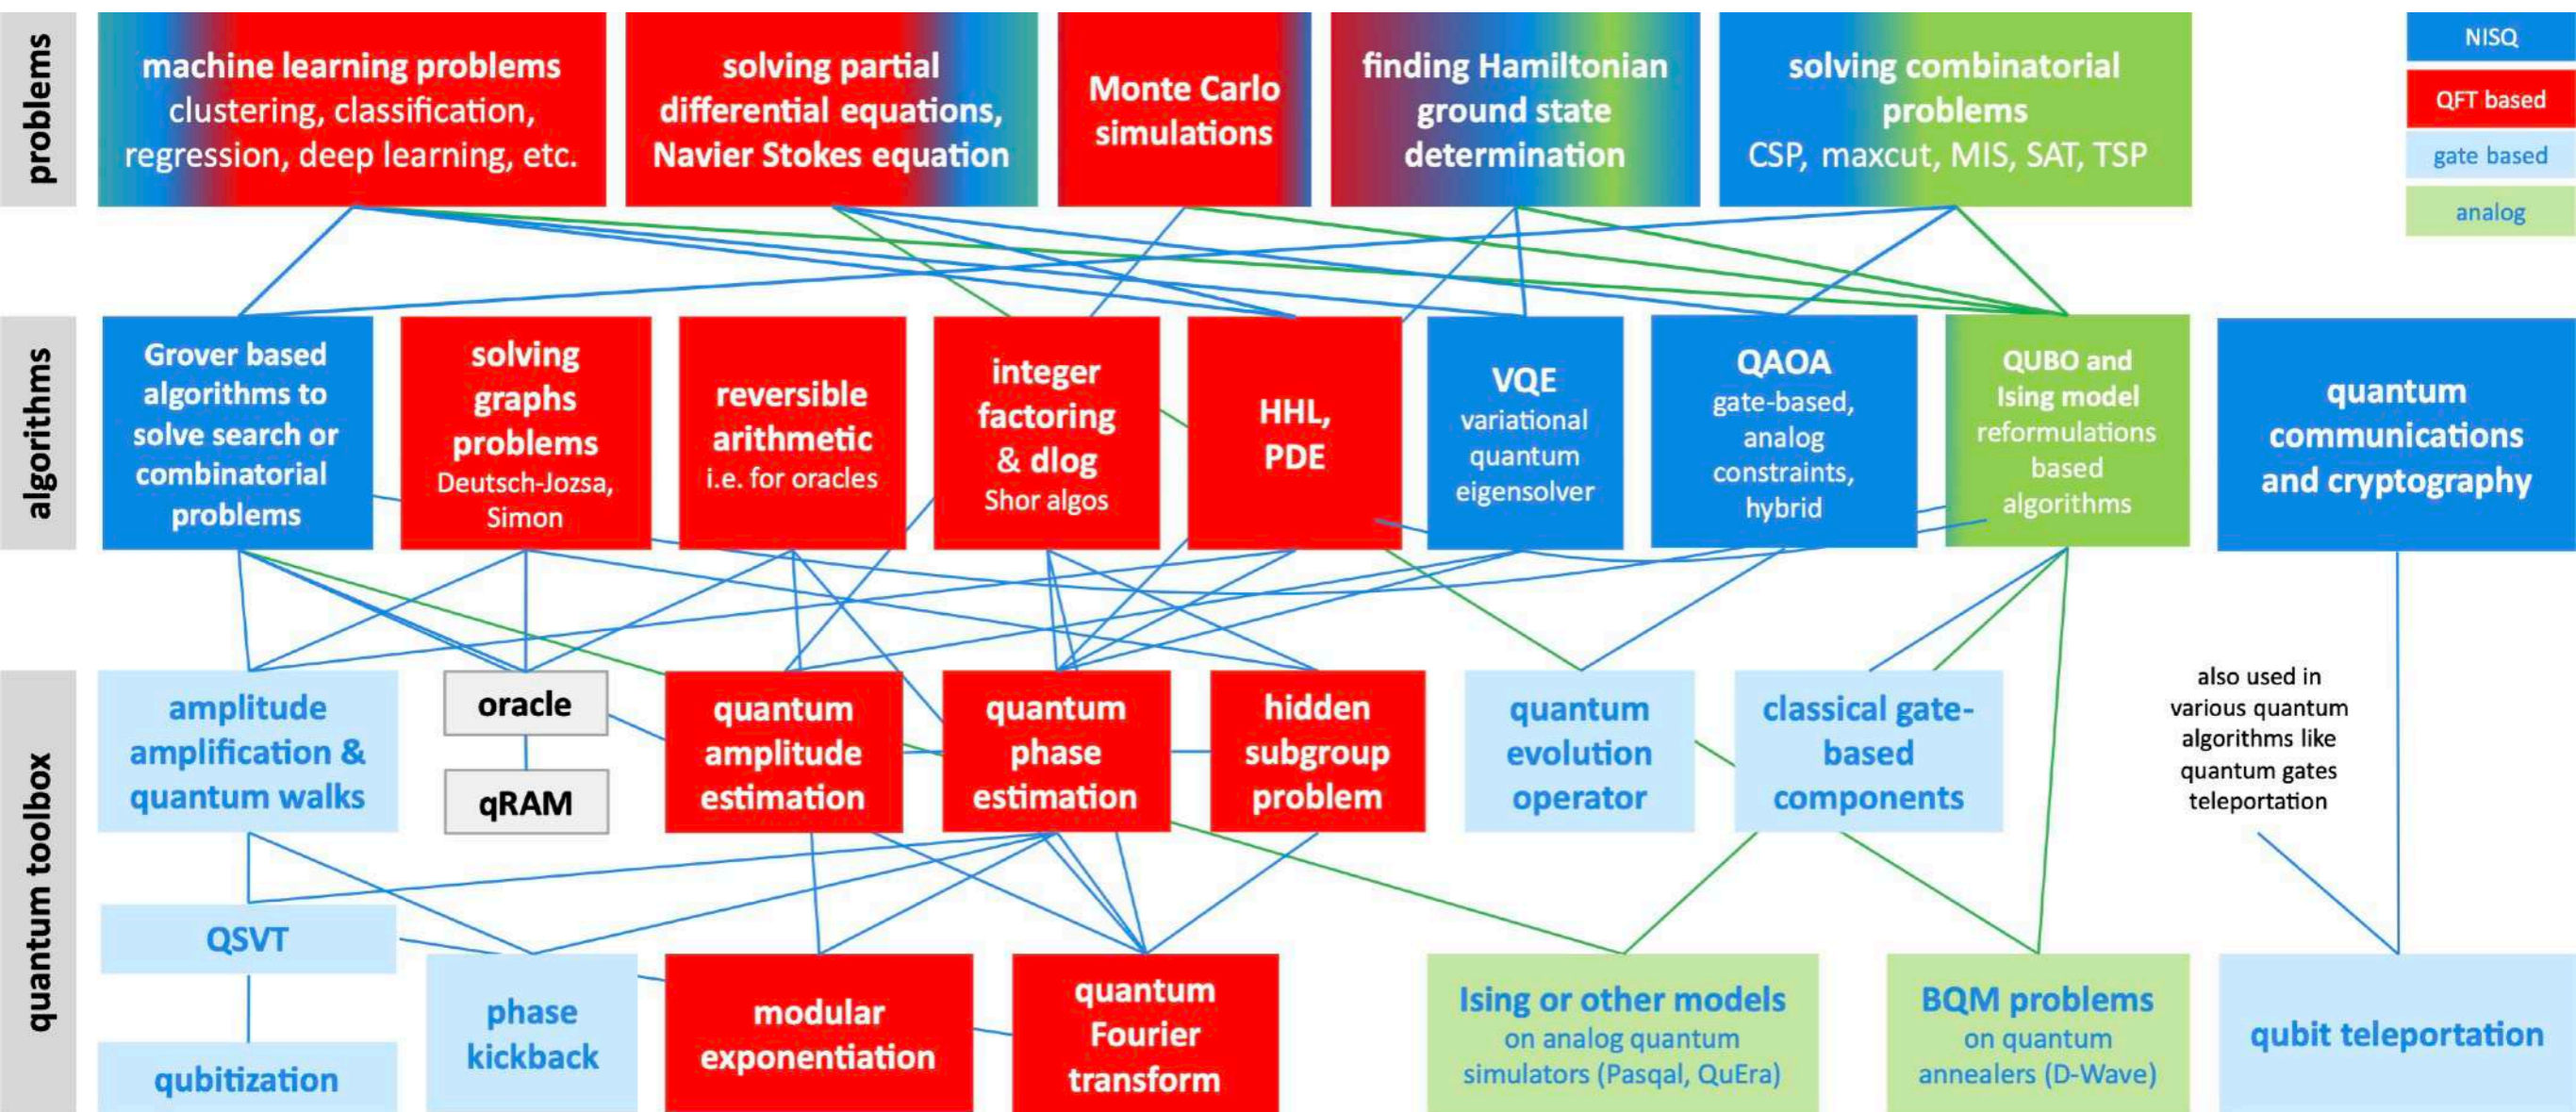 problems
machine learning problems
clustering, classification,
regression, deep learning, etc.
solving partial
differential equations,
Navier Stokes equation
Monte Carlo
simulations
finding Hamiltonian
ground state
determination
solving combinatorial
problems
CSP, maxcut, MIS, SAT, TSP
NISQ
QFT based
gate based
analog
algorithms
Grover based
algorithms to
solve search or
combinatorial
problems
solving
graphs
problems
Deutsch-Jozsa,
Simon
reversible
arithmetic
i.e. for oracles
integer
factoring
& dlog
Shor algos
HHL,
PDE
VQE
variational
quantum
eigensolver
QAOA
gate-based,
analog
constraints,
hybrid
QUBO and
Ising model
reformulations
based
algorithms
quantum
communications
and cryptography
quantum toolbox
amplitude
amplification &
quantum walks
oracle
qRAM
quantum
amplitude
estimation
quantum
phase
estimation
hidden
subgroup
problem
quantum
evolution
operator
classical gate-
based
components
also used in
various quantum
algorithms like
quantum gates
teleportation
QSVT
qubitization
phase
kickback
modular
exponentiation
quantum
Fourier
transform
Ising or other models
on analog quantum
simulators (Pasqal, QuEra)
BQM problems
on quantum
annealers (D-Wave)
qubit teleportation